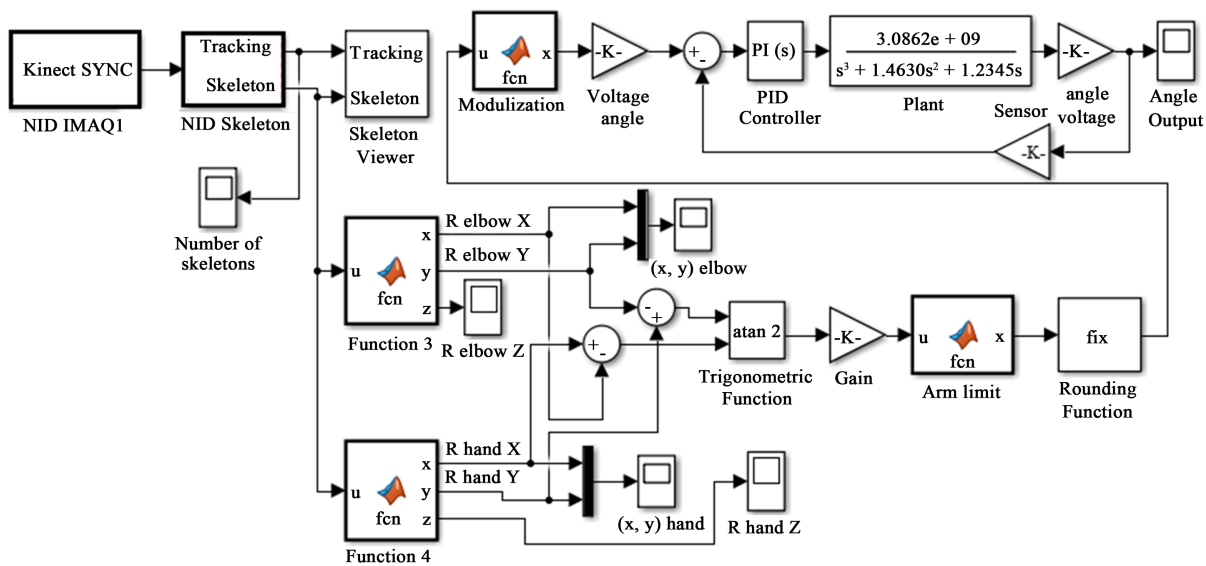 Kinect SYNC
NID IMAQ1
Tracking
Skeleton
NID Skeleton
Tracking
Skeleton
Skeleton
Viewer
Number of
skeletons
u
x
fcn
Modulization
-K-
Voltage
angle
+
-
PI (s)
PID
Controller
3.0862e + 09
s³ + 1.4630s² + 1.2345s
Plant
-K-
angle
voltage
Angle
Output
Sensor
-K-
u
x
y
z
fcn
Function 3
R elbow X
R elbow Y
R elbow Z
(x, y) elbow
-
+
+
-
atan 2
Trigonometric
Function
-K-
Gain
u
x
fcn
Arm limit
fix
Rounding
Function
u
x
y
z
fcn
Function 4
R hand X
R hand Y
(x, y) hand
R hand Z